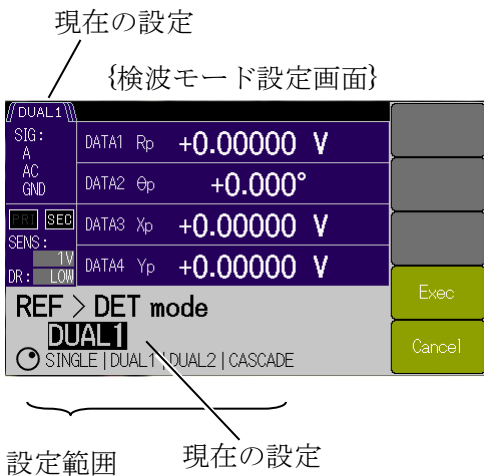 現在の設定
{検波モード設定画面}
DUAL1
SIG:
A
AC
GND
DATA1 Rp +0.00000 V
DATA2 θp +0.000°
PRI SEC
DATA3 Xp +0.00000 V
SENS:
1V
DATA4 Yp +0.00000 V
DR: LOW
Exec
REF > DET mode
DUAL1
Cancel
SINGLE | DUAL1 | DUAL2 | CASCADE
設定範囲
現在の設定